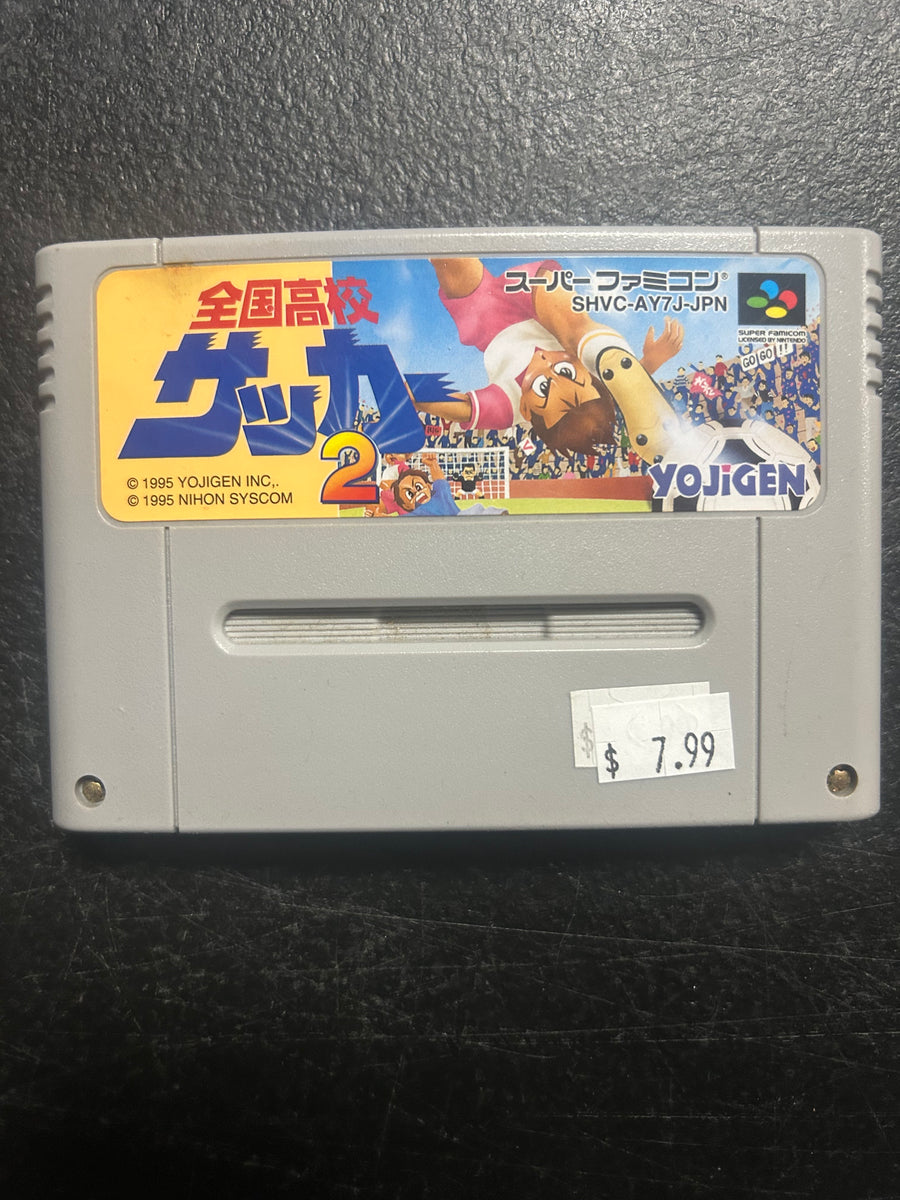 全国高校
サッカー
2
© 1995 YOJIGEN INC,.
© 1995 NIHON SYSCOM
スーパーファミコン®
SHVC-AY7J-JPN
SUPER FAMICOM
LICENSED BY NINTENDO
GO GO!!
YOJIGEN
$
$ 7.99